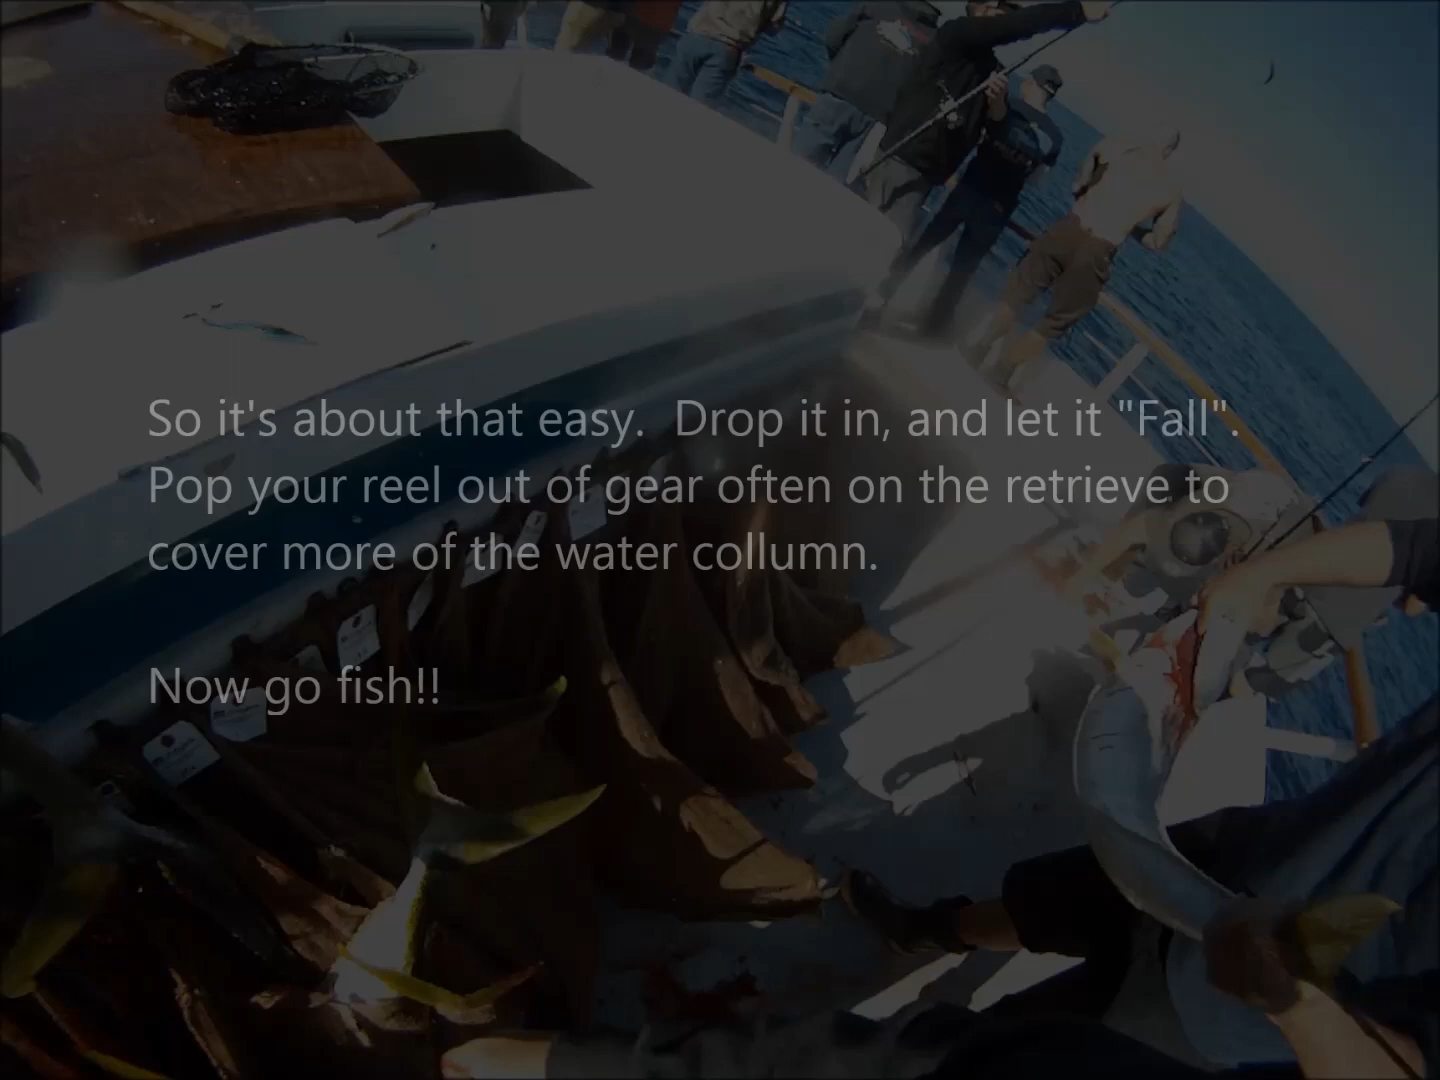 So it's about that easy.  Drop it in, and let it "Fall".
Pop your reel out of gear often on the retrieve to
cover more of the water collumn.
Now go fish!!